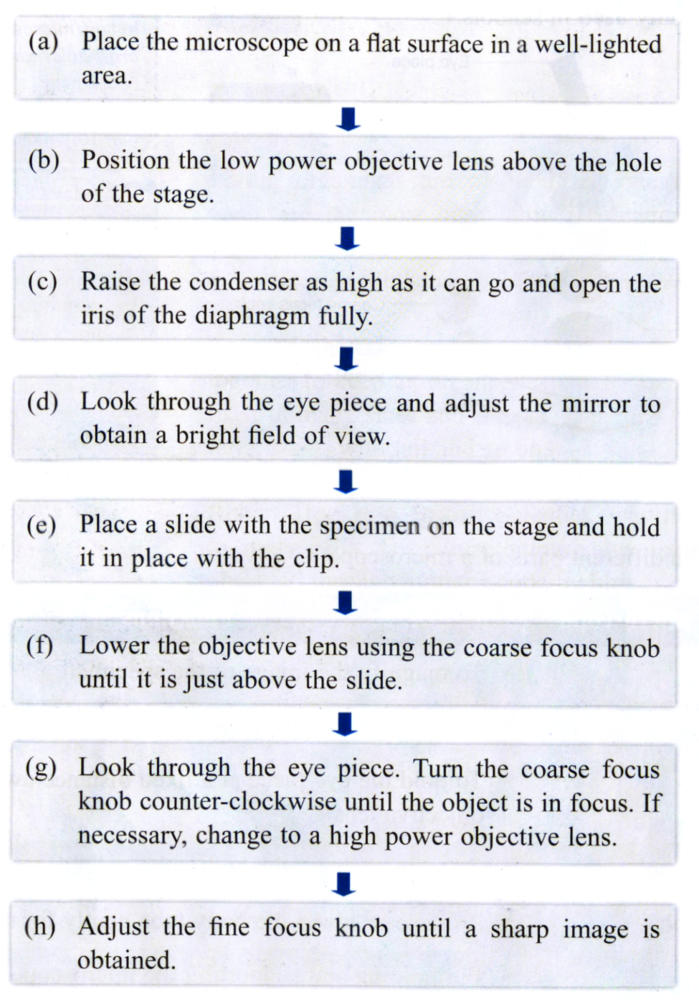 (a) Place the microscope on a flat surface in a well-lighted
area.
(b) Position the low power objective lens above the hole
of the stage.
(c) Raise the condenser as high as it can go and open the
iris of the diaphragm fully.
(d) Look through the eye piece and adjust the mirror to
obtain a bright field of view.
(e) Place a slide with the specimen on the stage and hold
it in place with the clip.
(f) Lower the objective lens using the coarse focus knob
until it is just above the slide.
(g) Look through the eye piece. Turn the coarse focus
knob counter-clockwise until the object is in focus. If
necessary, change to a high power objective lens.
(h) Adjust the fine focus knob until a sharp image is
obtained.